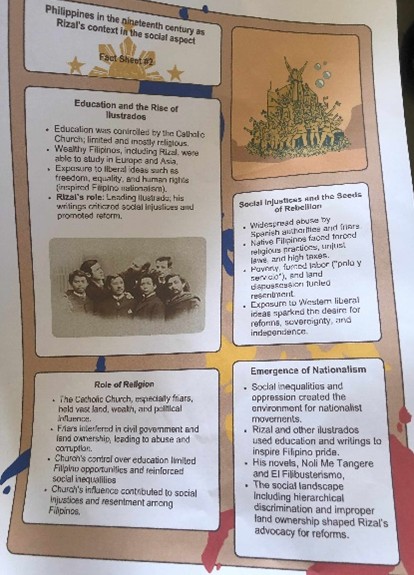 Philippines in the nineteenth century as
Rizal's context in the social aspect
Fact Sheet #2
Education and the Rise of
Ilustrados
• Education was controlled by the Catholic
Church; limited and mostly religious.
• Wealthy Filipinos, including Rizal, were
able to study in Europe and Asia.
• Exposure to liberal ideas such as
freedom, equality, and human rights
(inspired Filipino nationalism).
• Rizal's role: Leading ilustrado; his
writings criticized social injustices and
promoted reform.
Social Injustices and the Seeds
of Rebellion
• Widespread abuse by
Spanish authorities and friars.
• Native Filipinos faced forced
religious practices, unjust
laws, and high taxes.
• Poverty, forced labor ("polo y
servicio"), and land
dispossession fueled
resentment.
• Exposure to Western liberal
ideas sparked the desire for
reforms, sovereignty, and
independence.
Role of Religion
• The Catholic Church, especially friars,
held vast land, wealth, and political
influence.
• Friars interfered in civil government and
land ownership, leading to abuse and
corruption.
• Church's control over education limited
Filipino opportunities and reinforced
social inequalities
• Church's influence contributed to social
injustices and resentment among
Filipinos.
Emergence of Nationalism
• Social inequalities and
oppression created the
environment for nationalist
movements.
• Rizal and other ilustrados
used education and writings to
inspire Filipino pride.
• His novels, Noli Me Tangere
and El Filibusterismo,
• The social landscape
including hierarchical
discrimination and improper
land ownership shaped Rizal's
advocacy for reforms.